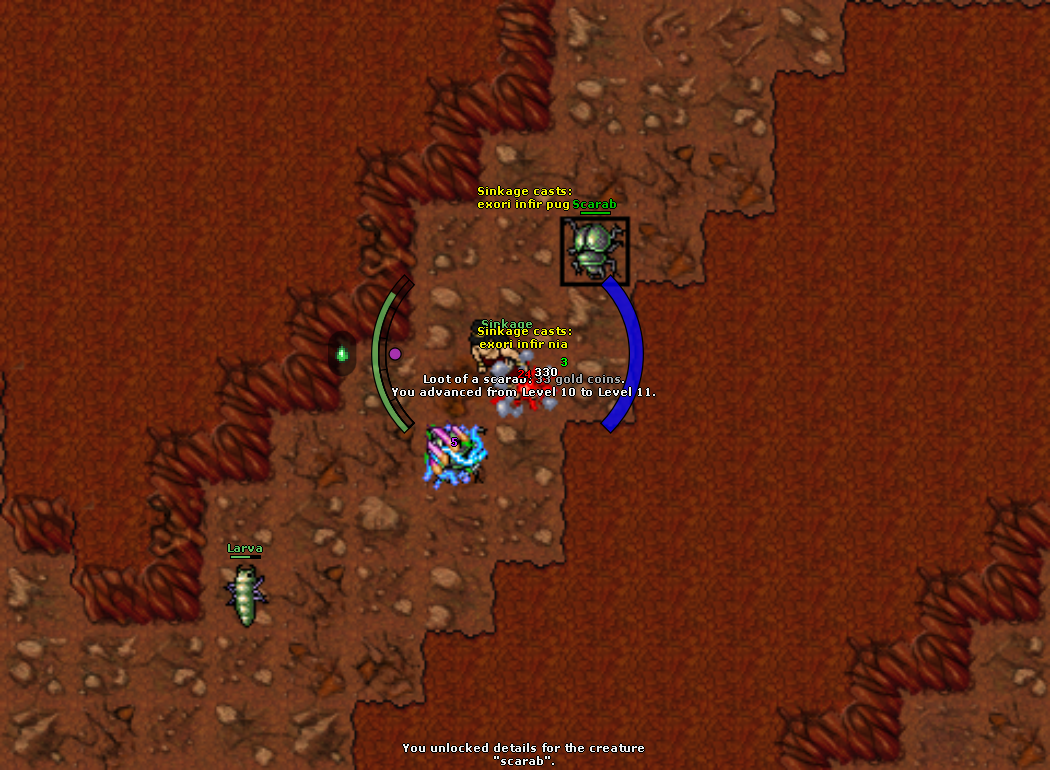 Sinkage casts:
exori infir pug
Scarab
Sinkage
Sinkage casts:
exori infir nia
3
330
Loot of a scarab: 33 gold coins.
You advanced from Level 10 to Level 11.
5
Larva
You unlocked details for the creature
"scarab".